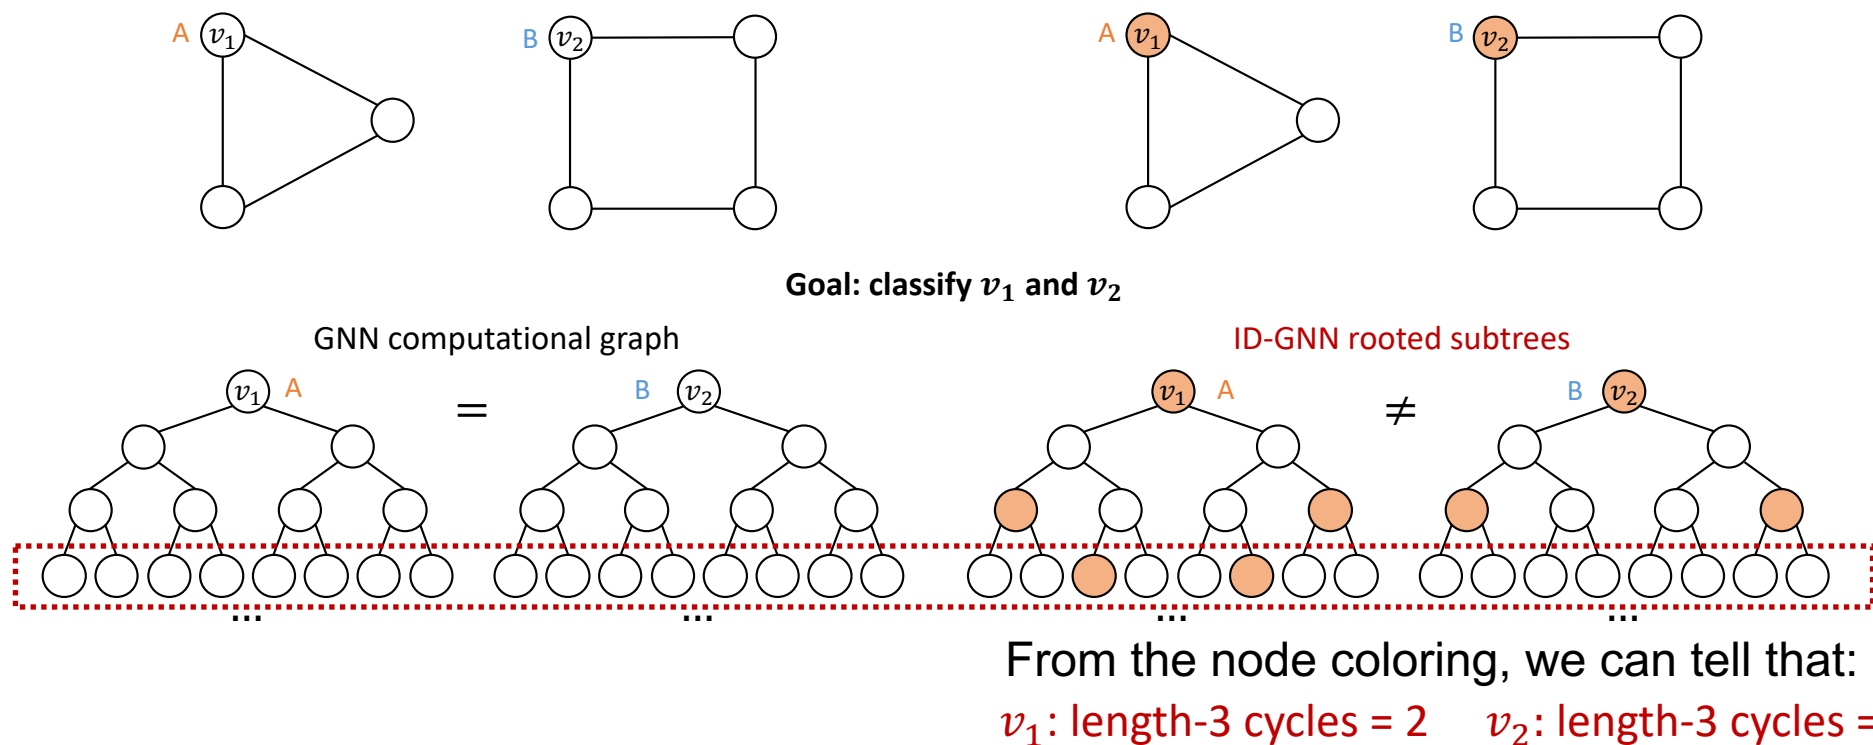 A v₁ B v₂ A v₁ B v₂
Goal: classify v₁ and v₂
GNN computational graph ID-GNN rooted subtrees
v₁ A = B v₂ v₁ A ≠ B v₂
... ... ... ...
From the node coloring, we can tell that:
v₁: length-3 cycles = 2 v₂: length-3 cycles =